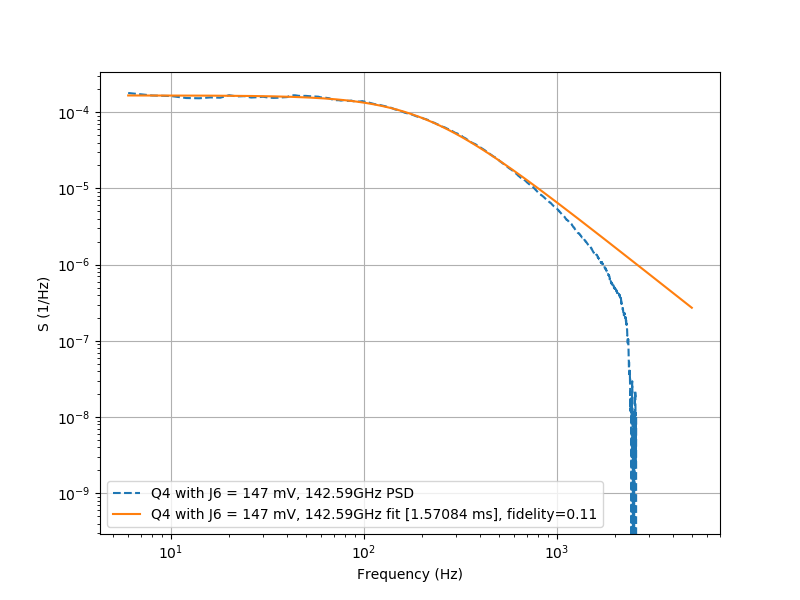 10⁻⁴
10⁻⁵
10⁻⁶
10⁻⁷
10⁻⁸
10⁻⁹
S (1/Hz)
Q4 with J6 = 147 mV, 142.59GHz PSD
Q4 with J6 = 147 mV, 142.59GHz fit [1.57084 ms], fidelity=0.11
10¹ 10² 10³
Frequency (Hz)